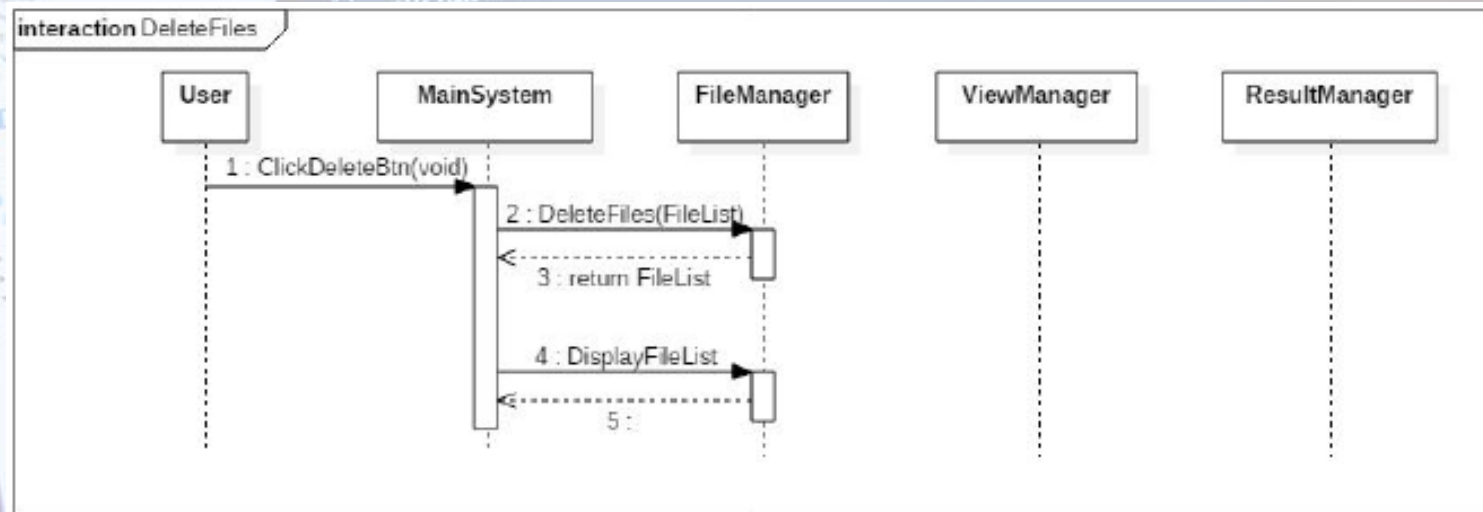 interaction DeleteFiles
User
MainSystem
FileManager
ViewManager
ResultManager
1 : ClickDeleteBtn(void)
2 : DeleteFiles(FileList)
3 : return FileList
4 : DisplayFileList
5 :